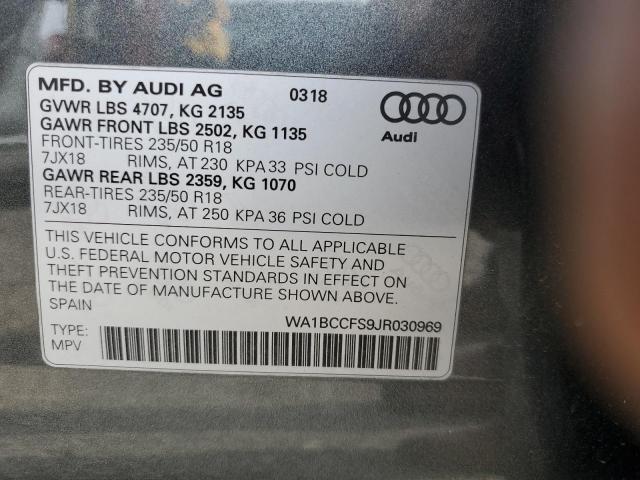 MFD. BY AUDI AG 0318
GVWR LBS 4707, KG 2135
GAWR FRONT LBS 2502, KG 1135
Audi
FRONT-TIRES 235/50 R18
7JX18 RIMS, AT 230 KPA 33 PSI COLD
GAWR REAR LBS 2359, KG 1070
REAR-TIRES 235/50 R18
7JX18 RIMS, AT 250 KPA 36 PSI COLD
THIS VEHICLE CONFORMS TO ALL APPLICABLE
U.S. FEDERAL MOTOR VEHICLE SAFETY AND
THEFT PREVENTION STANDARDS IN EFFECT ON
THE DATE OF MANUFACTURE SHOWN ABOVE.
SPAIN
WA1BCCFS9JR030969
TYPE:
MPV